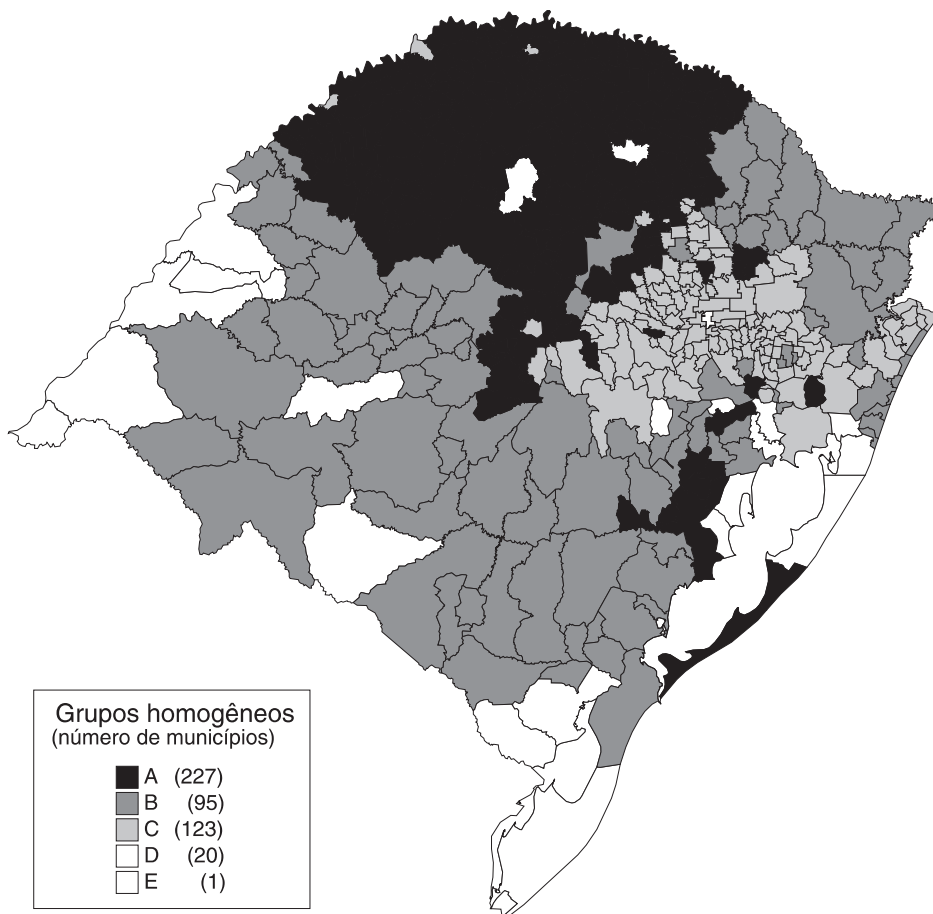 Grupos homogêneos
(número de municípios)
A (227)
B (95)
C (123)
D (20)
E (1)